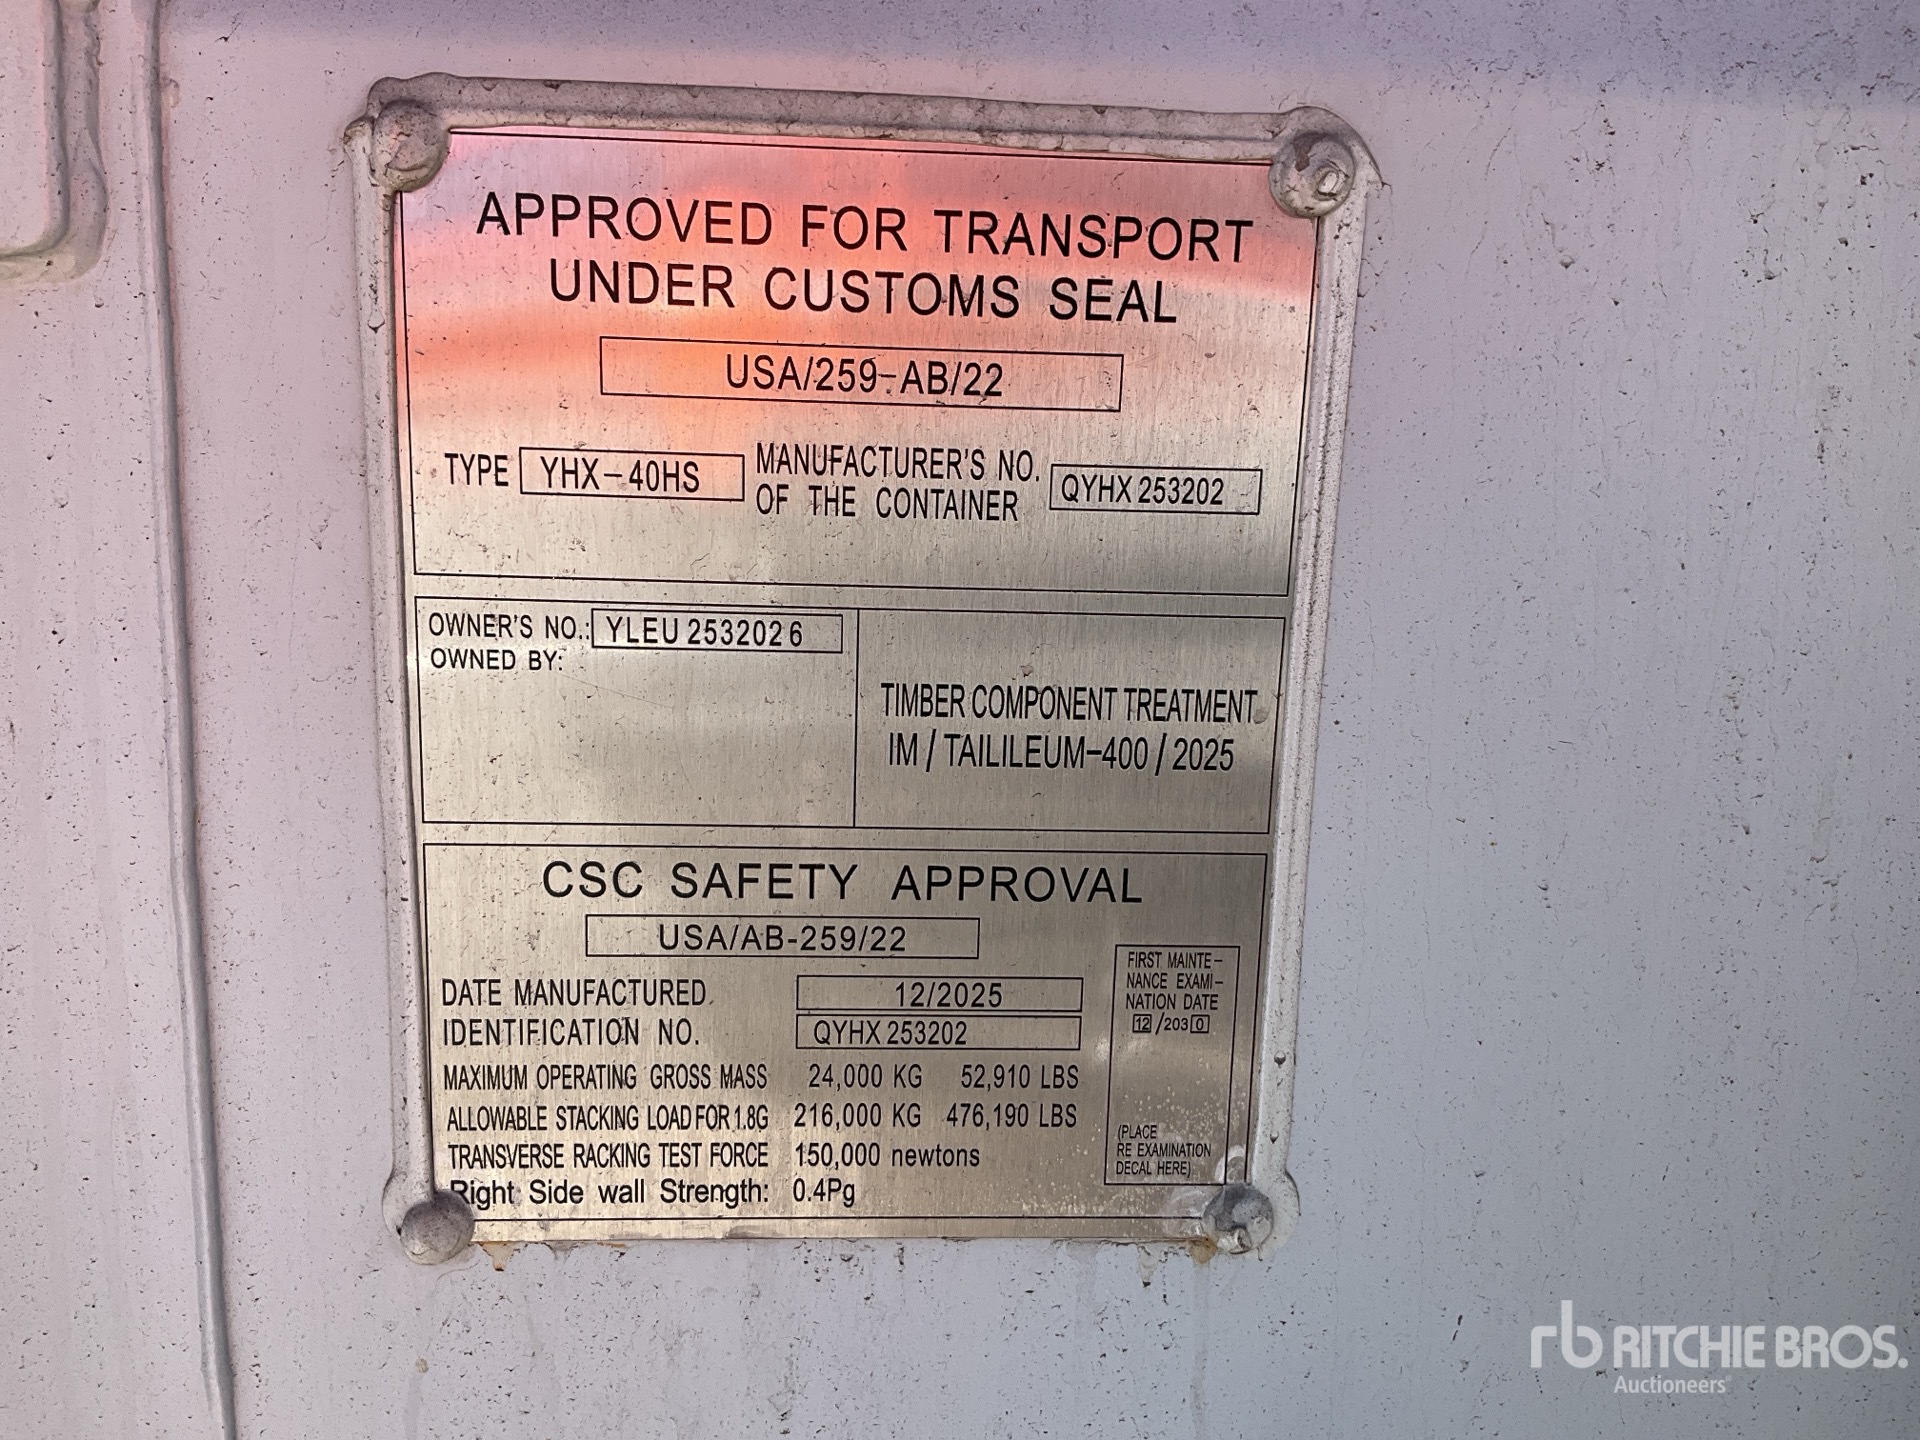 APPROVED FOR TRANSPORT
UNDER CUSTOMS SEAL
USA/259-AB/22
TYPE YHX-40HS MANUFACTURER'S NO. OF THE CONTAINER QYHX 253202
OWNER'S NO.: YLEU 253202 6
OWNED BY:
TIMBER COMPONENT TREATMENT
IM / TAILILEUM-400 / 2025
CSC SAFETY APPROVAL
USA/AB-259/22
DATE MANUFACTURED 12/2025
IDENTIFICATION NO. QYHX 253202
MAXIMUM OPERATING GROSS MASS 24,000 KG 52,910 LBS
ALLOWABLE STACKING LOAD FOR 1.8G 216,000 KG 476,190 LBS
TRANSVERSE RACKING TEST FORCE 150,000 newtons
Right Side wall Strength: 0.4Pg
FIRST MAINTE-
NANCE EXAMI-
NATION DATE
12/2030
(PLACE
RE EXAMINATION
DECAL HERE)
rb RITCHIE BROS.
Auctioneers